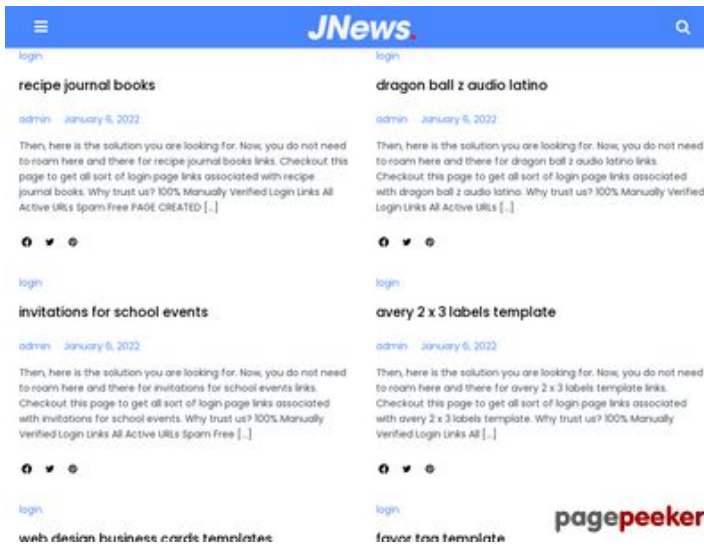 JNews.
login
recipe journal books
admin January 6, 2022
Then, here is the solution you are looking for. Now, you do not need
to roam here and there for recipe journal books links. Checkout this
page to get all sort of login page links associated with recipe
journal books. Why trust us? 100% Manually Verified Login Links All
Active URLs Spam Free PAGE CREATED [...]
login
dragon ball z audio latino
admin January 6, 2022
Then, here is the solution you are looking for. Now, you do not need
to roam here and there for dragon ball z audio latino links.
Checkout this page to get all sort of login page links associated
with dragon ball z audio latino. Why trust us? 100% Manually Verified
Login Links All Active URLs [...]
login
invitations for school events
admin January 6, 2022
Then, here is the solution you are looking for. Now, you do not need
to roam here and there for invitations for school events links.
Checkout this page to get all sort of login page links associated
with invitations for school events. Why trust us? 100% Manually
Verified Login Links All Active URLs Spam Free [...]
login
avery 2 x 3 labels template
admin January 6, 2022
Then, here is the solution you are looking for. Now, you do not need
to roam here and there for avery 2 x 3 labels template links.
Checkout this page to get all sort of login page links associated
with avery 2 x 3 labels template. Why trust us? 100% Manually
Verified Login Links All [...]
login
web design business cards templates
login
favor tag template
pagepeeker